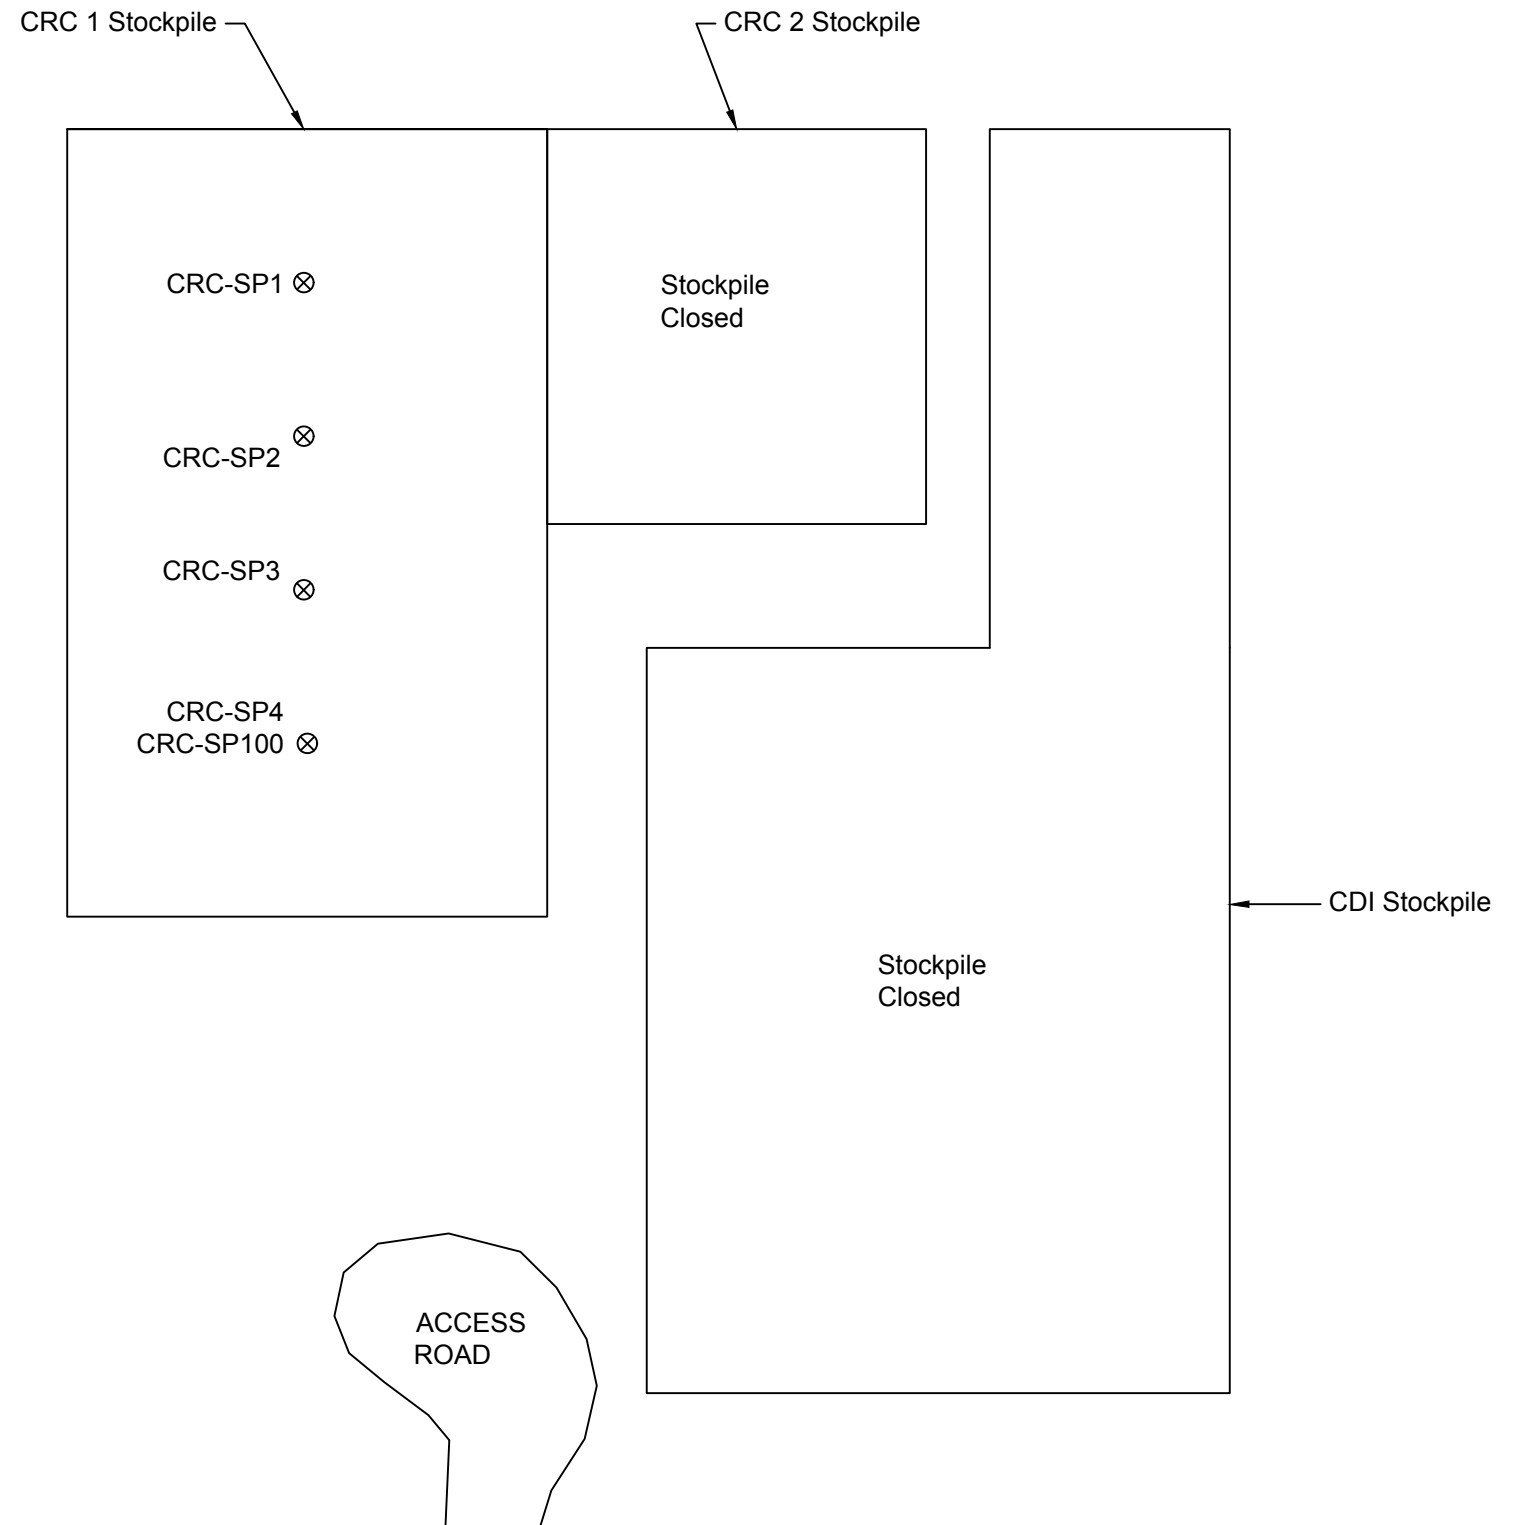 CRC 1 Stockpile
CRC 2 Stockpile
CRC-SP1
Stockpile
Closed
CRC-SP2
CRC-SP3
CRC-SP4
CRC-SP100
CDI Stockpile
Stockpile
Closed
ACCESS
ROAD